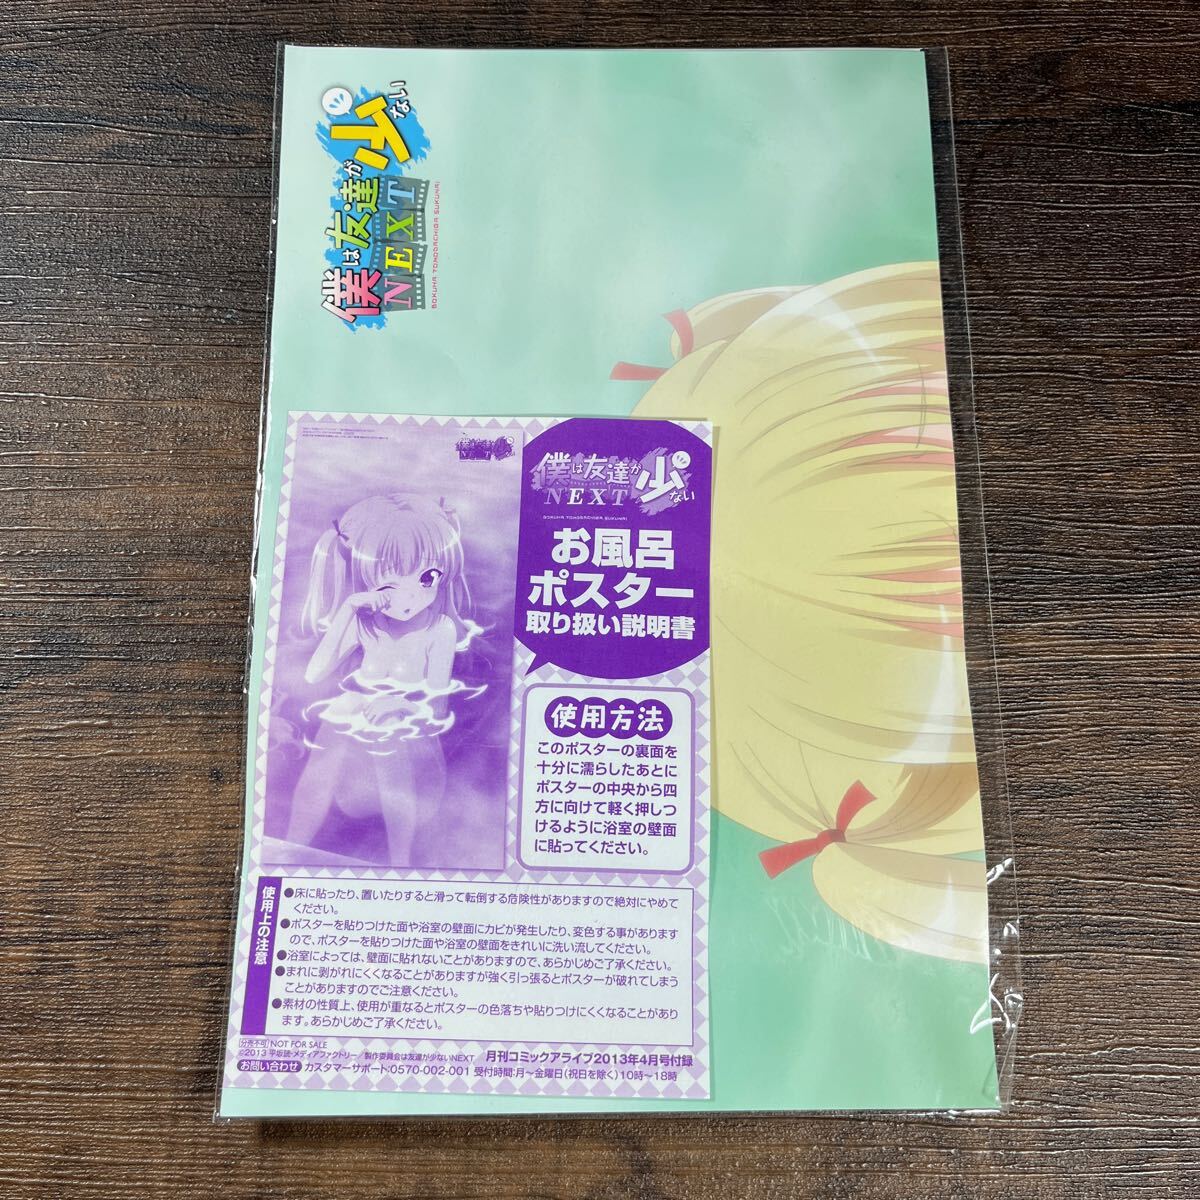 僕は友達が少ない
NEXT
BOKUHA TOMODACHIGA SUKUNAI
僕は友達が少ない
NEXT
僕は友達が少ない
NEXT
BOKUHA TOMODACHIGA SUKUNAI
お風呂
ポスター
取り扱い説明書
使用方法
このポスターの裏面を
十分に濡らしたあとに
ポスターの中央から四
方に向けて軽く押しつ
けるように浴室の壁面
に貼ってください。
使用上の注意
●床に貼ったり、置いたりすると滑って転倒する危険性がありますので絶対にやめて
ください。
●ポスターを貼りつけた面や浴室の壁面にカビが発生したり、変色する事があります
ので、ポスターを貼りつけた面や浴室の壁面をきれいに洗い流してください。
●浴室によっては、壁面に貼れないことがありますので、あらかじめご了承ください。
●まれに剥がれにくくなることがありますが強く引っ張るとポスターが破れてしまう
ことがありますのでご注意ください。
●素材の性質上、使用が重なるとポスターの色落ちや貼りつけにくくなることがあり
ます。あらかじめご了承ください。
分売不可 NOT FOR SALE
©2013 平坂読・メディアファクトリー／製作委員会は友達が少ないNEXT 月刊コミックアライブ2013年4月号付録
お問い合わせ カスタマーサポート:0570-002-001 受付時間:月〜金曜日(祝日を除く)10時〜18時